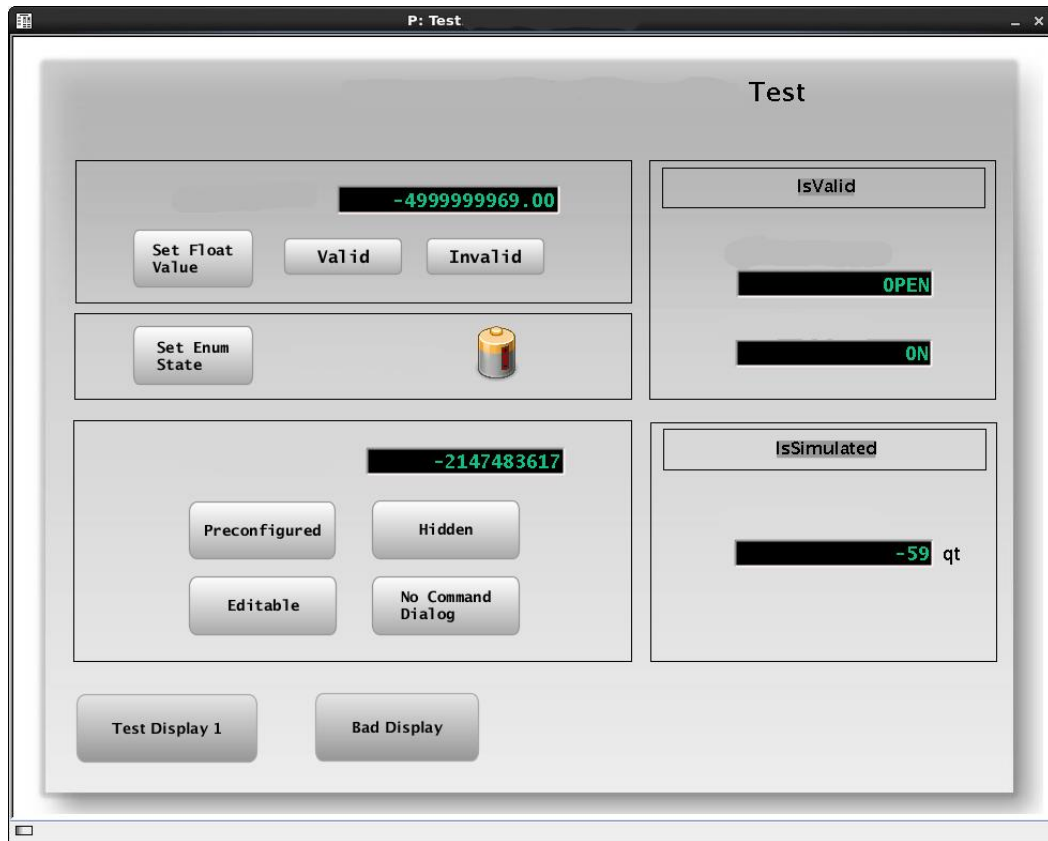 P: Test
Test
-4999999969.00
Set Float
Value
Valid
Invalid
IsValid
OPEN
ON
Set Enum
State
-2147483617
Preconfigured
Hidden
Editable
No Command
Dialog
IsSimulated
-59 qt
Test Display 1
Bad Display